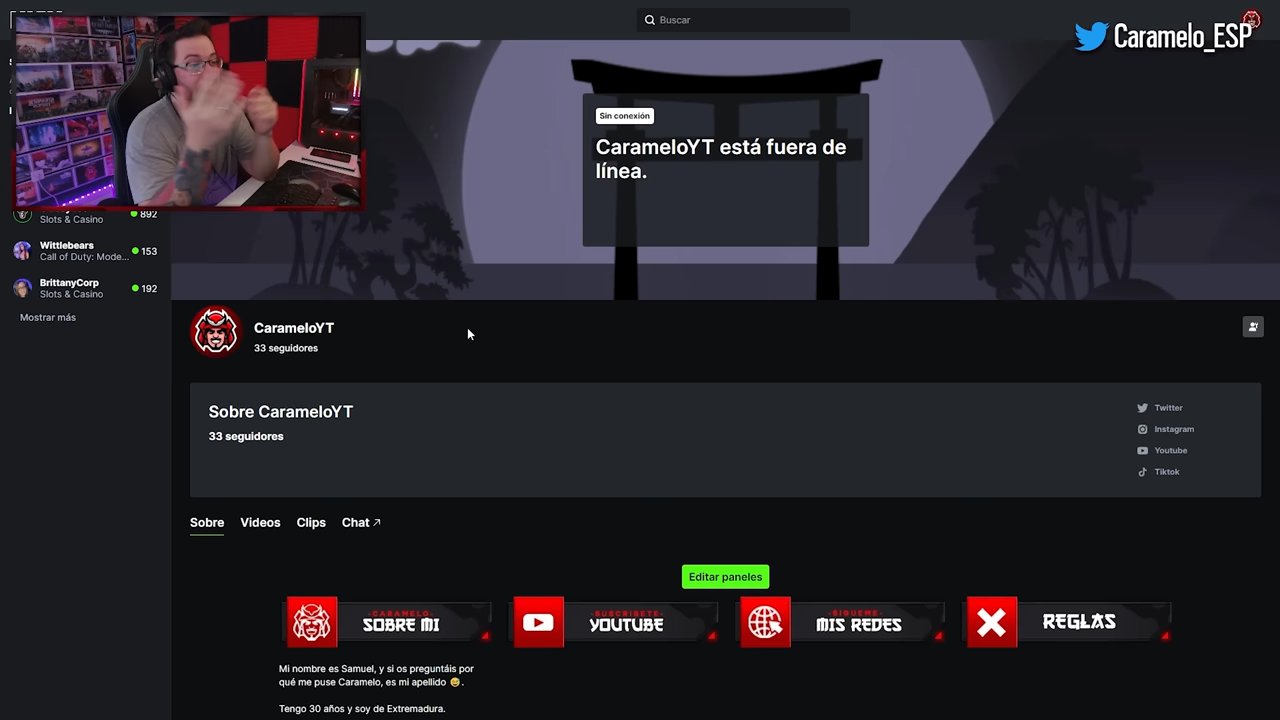 Buscar
Caramelo_ESP
Sin conexión
CarameloYT está fuera de
línea.
892
Slots & Casino
Wittlebears
153
Call of Duty: Mode...
BrittanyCorp
192
Slots & Casino
Mostrar más
CarameloYT
33 seguidores
Sobre CarameloYT
33 seguidores
Twitter
Instagram
Youtube
Tiktok
Sobre
Videos
Clips
Chat
Editar paneles
-CARAMELO-
SOBRE MI
-SUSCRIBETE-
YOUTUBE
-SIGUEME-
MIS REDES
REGLAS
Mi nombre es Samuel, y si os preguntáis por
qué me puse Caramelo, es mi apellido 😅.
Tengo 30 años y soy de Extremadura.